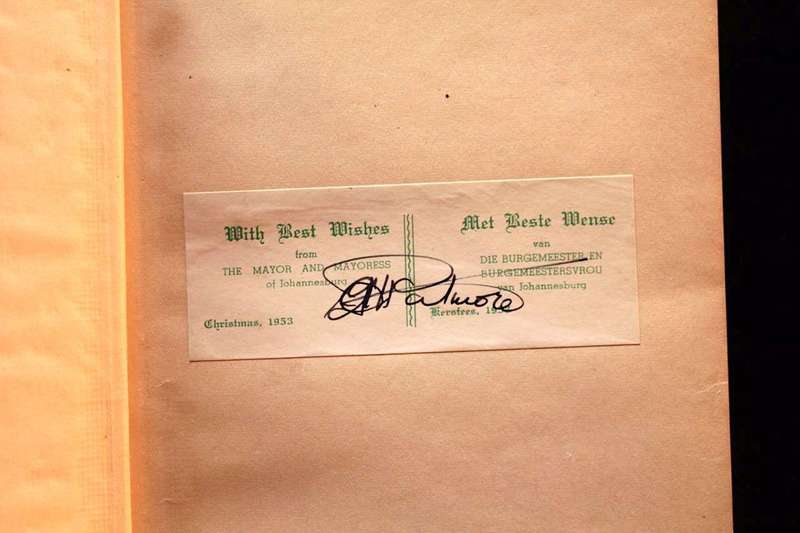 With Best Wishes
from
THE MAYOR AND MAYORESS
of Johannesburg
Christmas, 1953
Met Beste Wense
van
DIE BURGEMEESTER EN
BURGEMEESTERSVROU
van Johannesburg
Kersfees,
Patmore